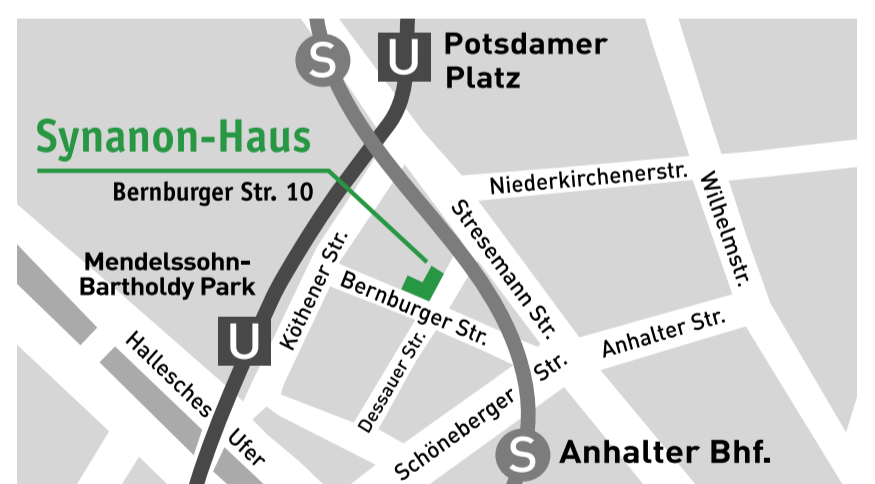 S
U
Potsdamer
Platz
Synanon-Haus
Bernburger Str. 10
Niederkirchenerstr.
Wilhelmstr.
Stresemann Str.
Mendelssohn-
Bartholdy Park
Köthener Str.
Bernburger Str.
U
Hallesches
Ufer
Dessauer Str.
Anhalter Str.
Schöneberger Str.
S
Anhalter Bhf.